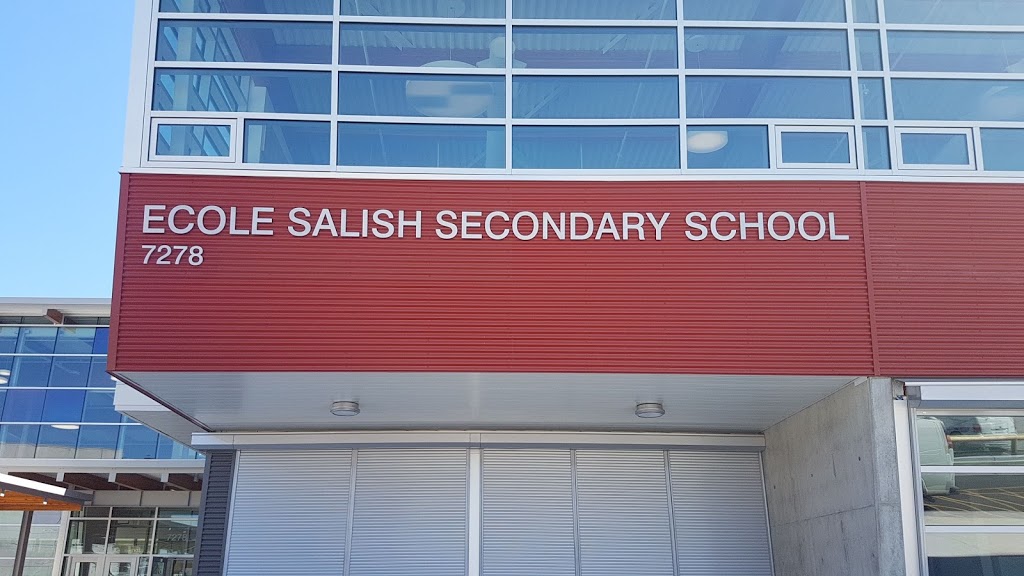 ECOLE SALISH SECONDARY SCHOOL
7278